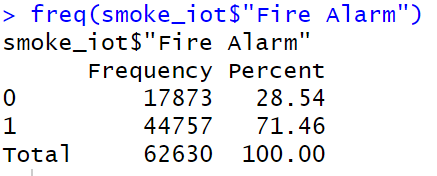 > freq(smoke_iot$"Fire Alarm")
smoke_iot$"Fire Alarm"
Frequency Percent
0 17873 28.54
1 44757 71.46
Total 62630 100.00